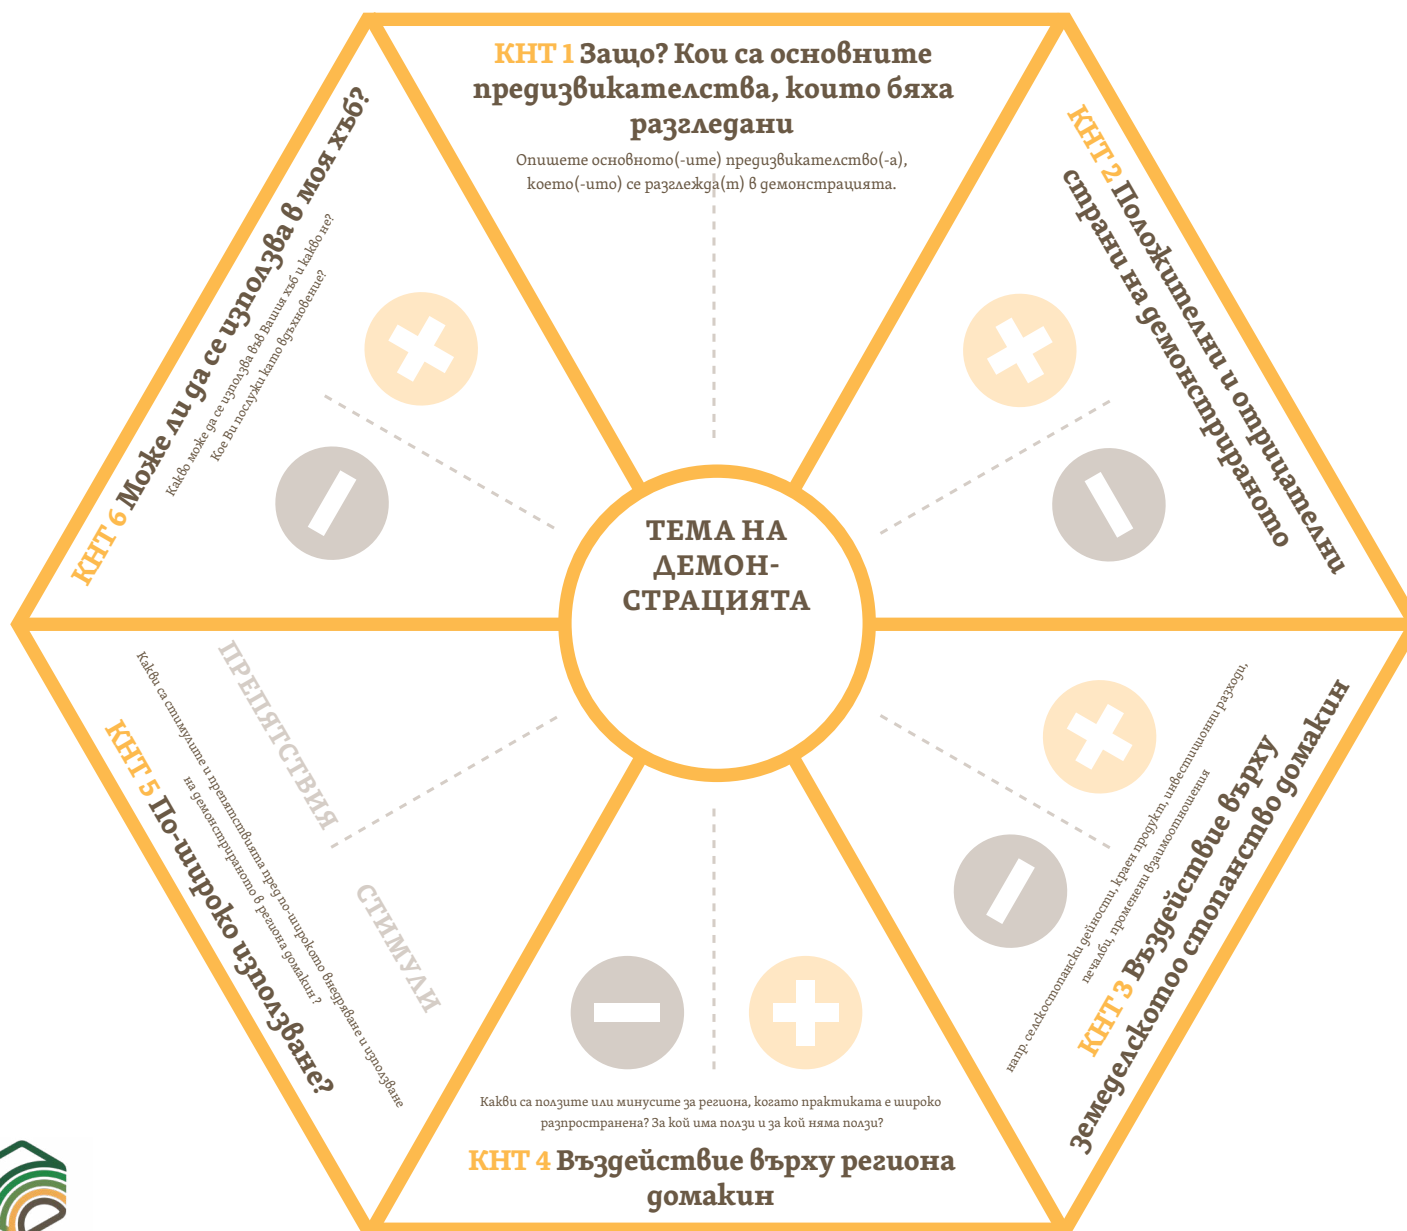 КНТ 1 Защо? Кои са основните
предизвикателства, които бяха
разгледани
Опишете основното(-ите) предизвикателство(-а),
което(-ито) се разглежда(т) в демонстрацията.
КНТ 2 Положителни и отрицателни
страни на демонстрираното
напр. селскостопански дейности, краен продукт, инвестиционни разходи,
печалби, променени взаимоотношения
КНТ 3 Въздействие върху
земеделскотоо стопанство домакин
Какви са ползите или минусите за региона, когато практиката е широко
разпространена? За кой има ползи и за кой няма ползи?
КНТ 4 Въздействие върху региона
домакин
ПРЕПЯТСТВИЯ
СТИМУЛИ
Какви са стимулите и препятствията пред по-широкото внедряване и използване
на демонстрираното в региона домакин?
КНТ 5 По-широко използване?
КНТ 6 Може ли да се използва в моя хъб?
Какво може да се използва във Вашия хъб и какво не?
Кое Ви послужи като вдъхновение?
ТЕМА НА
ДЕМОН-
СТРАЦИЯТА